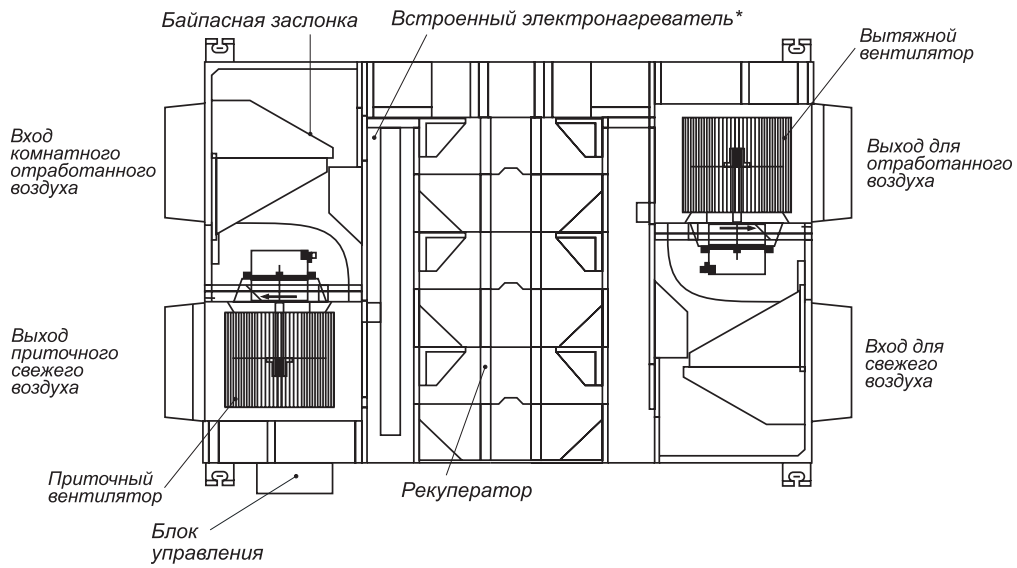 Байпасная заслонка
Встроенный электронагреватель*
Вытяжной
вентилятор
Вход
комнатного
отработанного
воздуха
Выход для
отработанного
воздуха
Выход
приточного
свежего
воздуха
Вход для
свежего
воздуха
Приточный
вентилятор
Рекуператор
Блок
управления